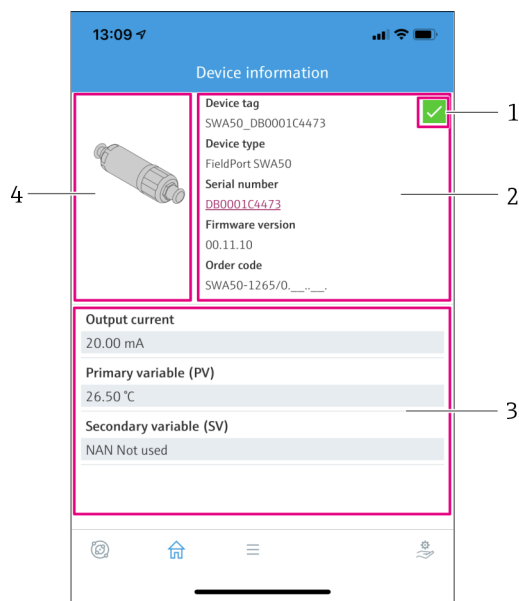 13:09
Device information
Device tag
SWA50_DB0001C4473
Device type
FieldPort SWA50
Serial number
DB0001C4473
Firmware version
00.11.10
Order code
SWA50-1265/0.__..__.
1
2
4
Output current
20.00 mA
Primary variable (PV)
26.50 °C
Secondary variable (SV)
NAN Not used
3